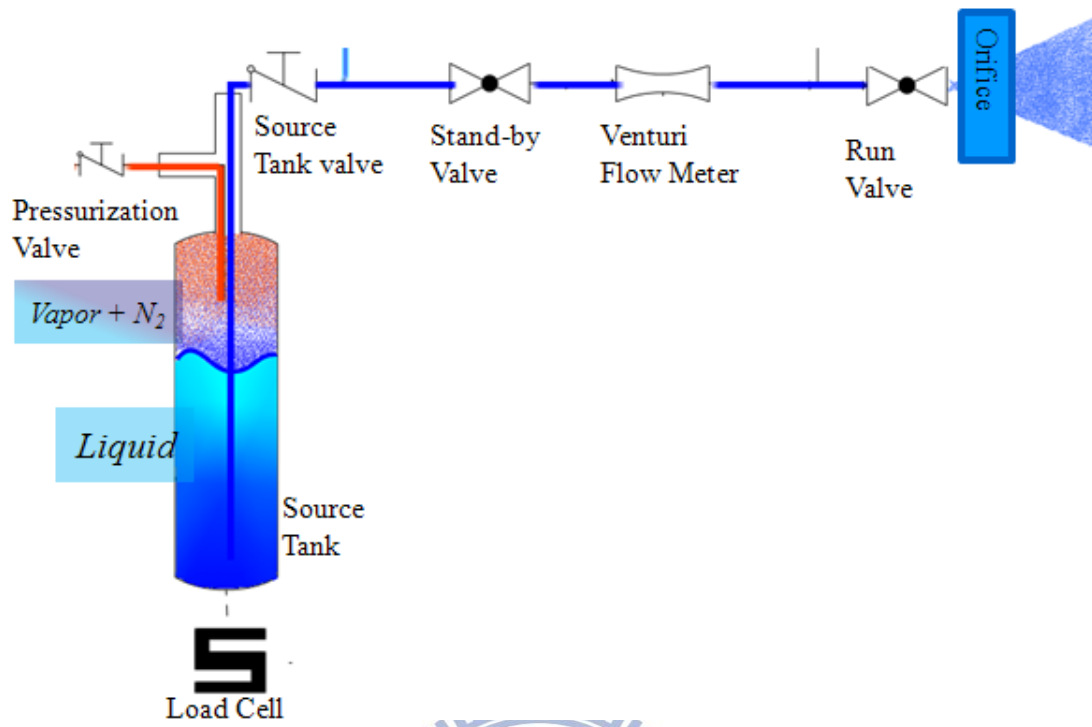 Orifice
Source
Tank valve
Stand-by
Valve
Venturi
Flow Meter
Run
Valve
Pressurization
Valve
Vapor + N₂
Liquid
Source
Tank
Load Cell